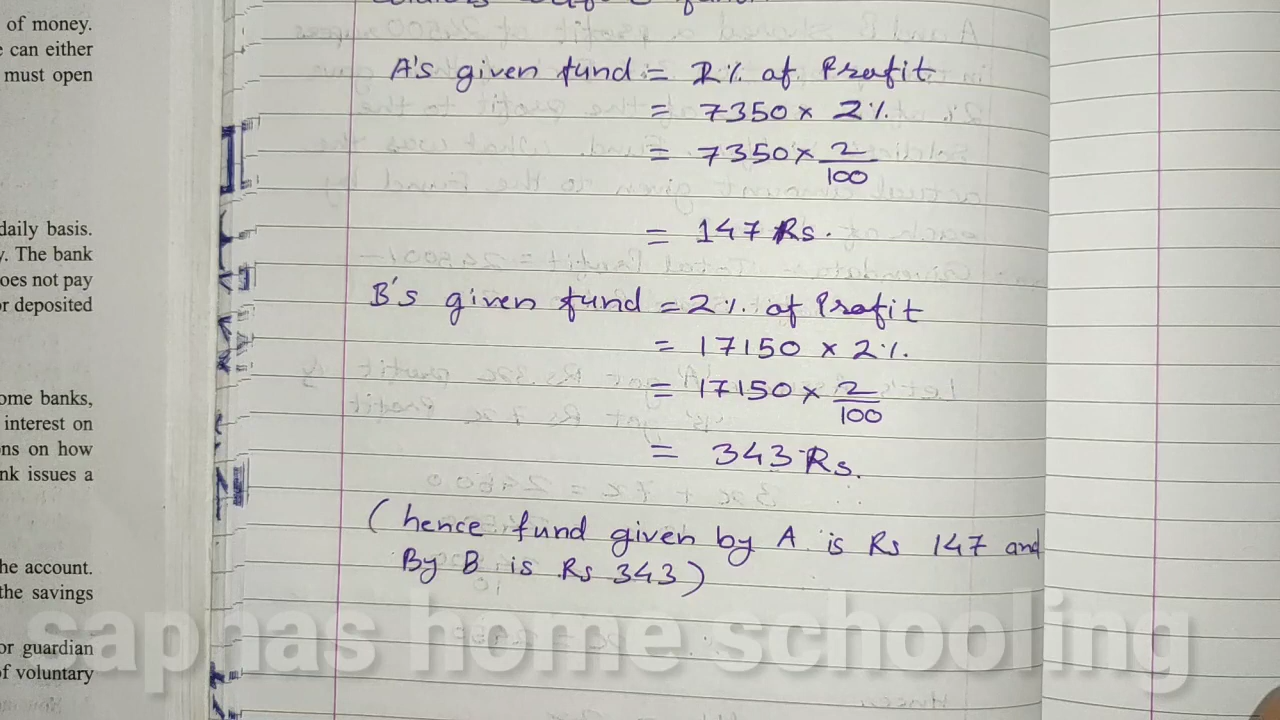 of money.
e can either
must open
daily basis.
y. The bank
oes not pay
or deposited
ome banks,
interest on
ons on how
nk issues a
he account.
the savings
or guardian
of voluntary
A's given fund = 2% of Profit
= 7350 × 2%.
= 7350 × 2/100
= 147 Rs.
B's given fund = 2% of Profit
= 17150 × 2%.
= 17150 × 2/100
= 343 Rs.
(hence fund given by A is Rs 147 and
By B is Rs 343)
sapnas home schooling